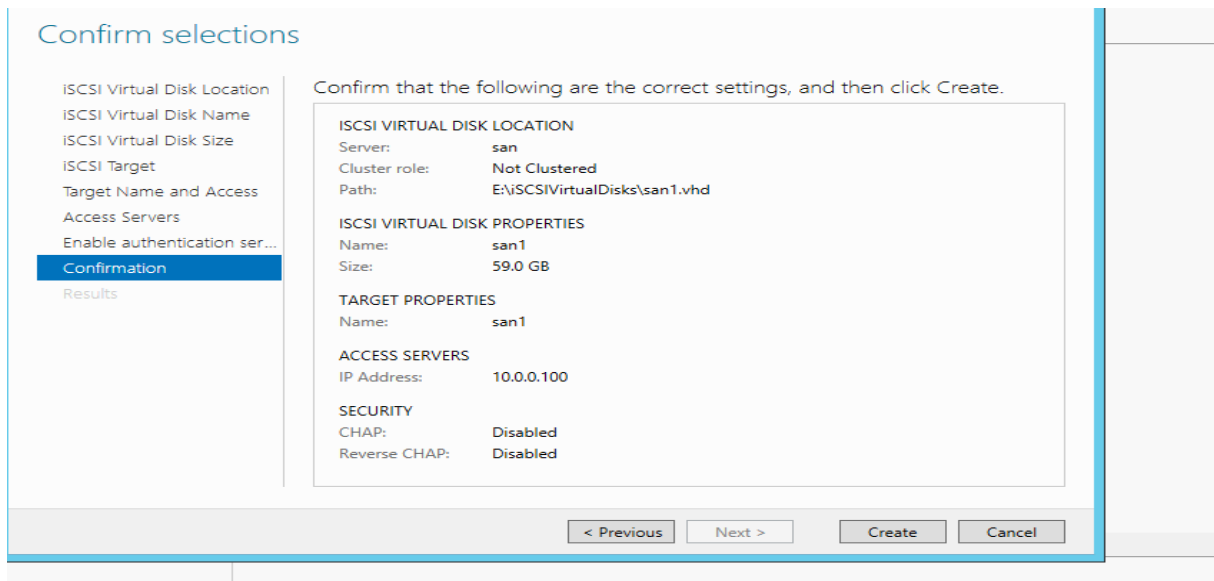 Confirm selections
iSCSI Virtual Disk Location
iSCSI Virtual Disk Name
iSCSI Virtual Disk Size
iSCSI Target
Target Name and Access
Access Servers
Enable authentication ser...
Confirmation
Results
Confirm that the following are the correct settings, and then click Create.
ISCSI VIRTUAL DISK LOCATION
Server: san
Cluster role: Not Clustered
Path: E:\iSCSIVirtualDisks\san1.vhd
ISCSI VIRTUAL DISK PROPERTIES
Name: san1
Size: 59.0 GB
TARGET PROPERTIES
Name: san1
ACCESS SERVERS
IP Address: 10.0.0.100
SECURITY
CHAP: Disabled
Reverse CHAP: Disabled
< Previous Next > Create Cancel